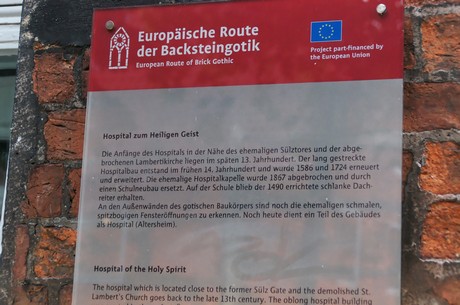 Europäische Route
der Backsteingotik
European Route of Brick Gothic
Project part-financed by
the European Union
Hospital zum Heiligen Geist
Die Anfänge des Hospitals in der Nähe des ehemaligen Sülztores und der abge-
brochenen Lambertikirche liegen im späten 13. Jahrhundert. Der lang gestreckte
Hospitalbau entstand im frühen 14. Jahrhundert und wurde 1586 und 1724 erneuert
und erweitert. Die ehemalige Hospitalkapelle wurde 1867 abgebrochen und durch
einen Schulneubau ersetzt. Auf der Schule blieb der 1490 errichtete schlanke Dach-
reiter erhalten.
An den Außenwänden des gotischen Baukörpers sind noch die ehemaligen schmalen,
spitzbogigen Fensteröffnungen zu erkennen. Noch heute dient ein Teil des Gebäudes
als Hospital (Altersheim).
Hospital of the Holy Spirit
The hospital which is located close to the former Sülz Gate and the demolished St.
Lambert's Church goes back to the late 13th century. The oblong hospital building